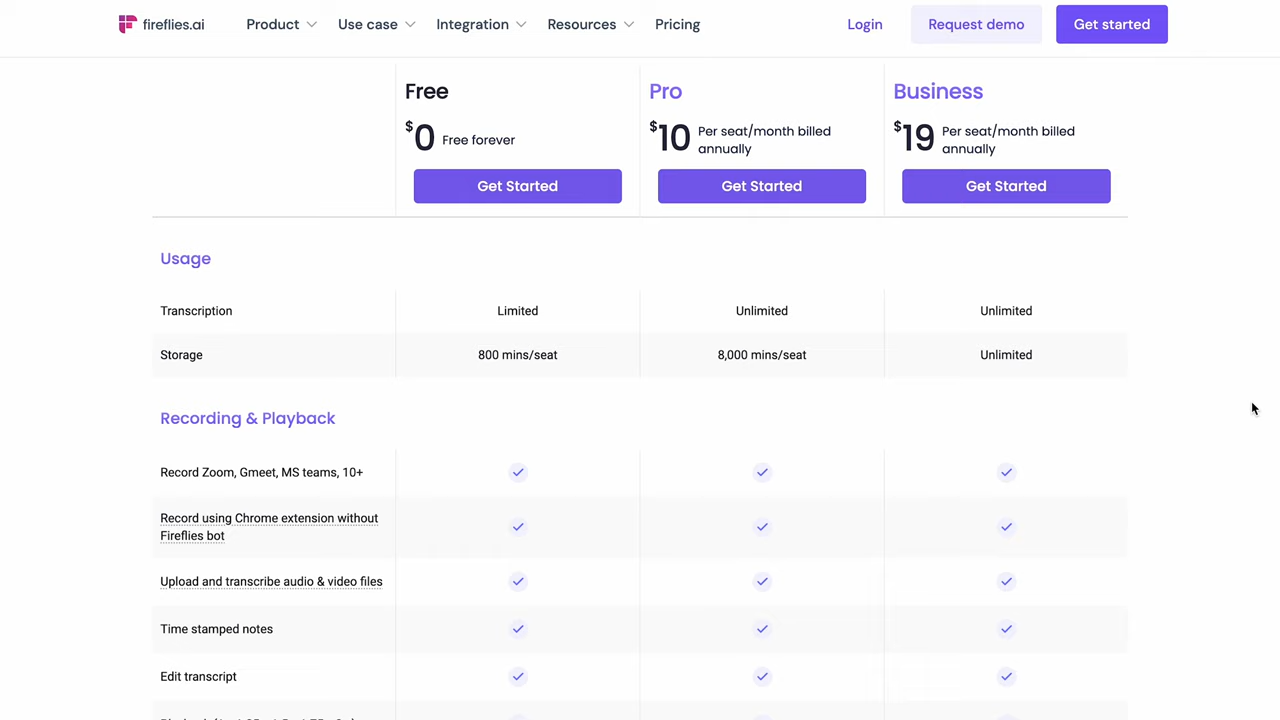 fireflies.ai Product Use case Integration Resources Pricing Login Request demo Get started
Free Pro Business
$0 Free forever $10 Per seat/month billed annually $19 Per seat/month billed annually
Get Started Get Started Get Started
Usage
Transcription Limited Unlimited Unlimited
Storage 800 mins/seat 8,000 mins/seat Unlimited
Recording & Playback
Record Zoom, Gmeet, MS teams, 10+
Record using Chrome extension without
Fireflies bot
Upload and transcribe audio & video files
Time stamped notes
Edit transcript